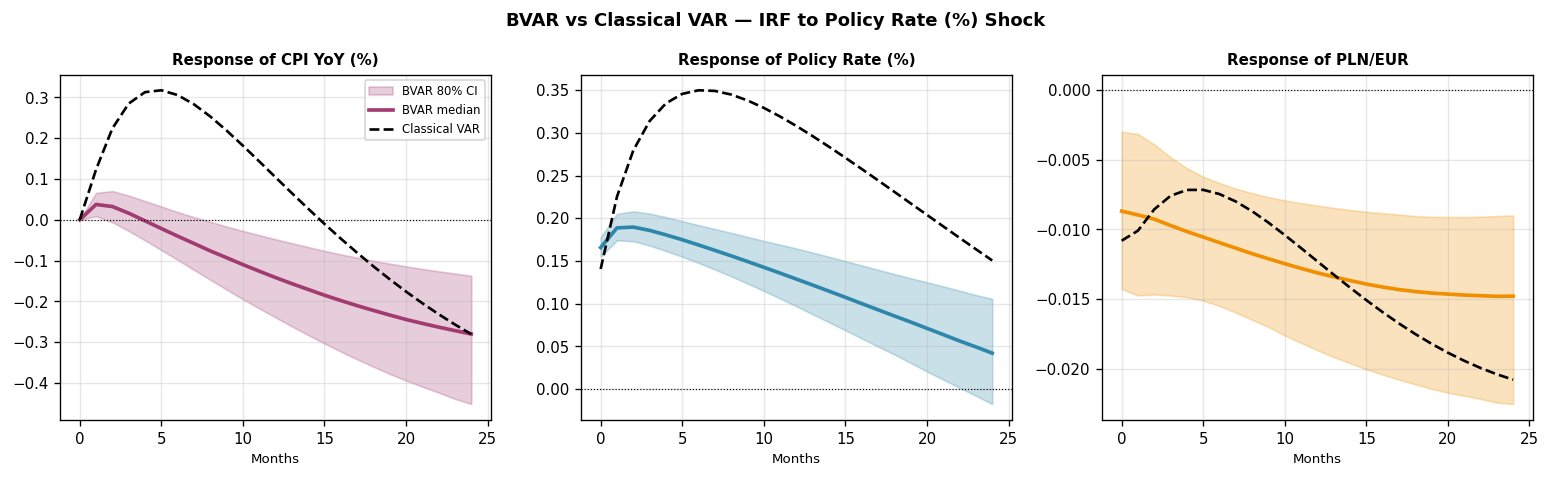 BVAR vs Classical VAR — IRF to Policy Rate (%) Shock
Response of CPI YoY (%)
BVAR 80% CI
BVAR median
Classical VAR
0.3
0.2
0.1
0.0
−0.1
−0.2
−0.3
−0.4
0 5 10 15 20 25
Months
Response of Policy Rate (%)
0.35
0.30
0.25
0.20
0.15
0.10
0.05
0.00
0 5 10 15 20 25
Months
Response of PLN/EUR
0.000
−0.005
−0.010
−0.015
−0.020
0 5 10 15 20 25
Months